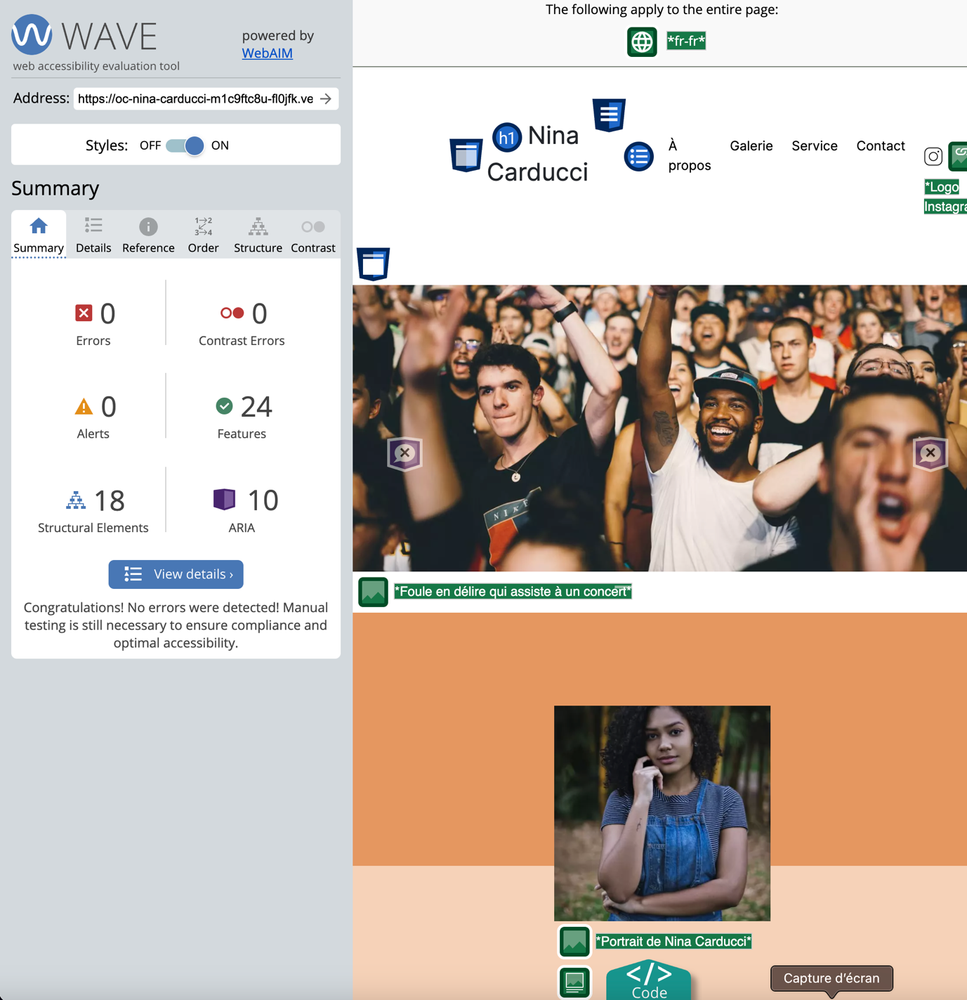 WAVE
powered by
WebAIM
web accessibility evaluation tool
Address: https://oc-nina-carducci-m1c9ftc8u-fl0jfk.ve
Styles: OFF ON
Summary
Summary Details Reference Order Structure Contrast
0
Errors
0
Contrast Errors
0
Alerts
24
Features
18
Structural Elements
10
ARIA
View details ›
Congratulations! No errors were detected! Manual
testing is still necessary to ensure compliance and
optimal accessibility.
The following apply to the entire page:
*fr-fr*
h1 Nina
Carducci
À
propos
Galerie
Service
Contact
*Logo
Instagra
NIKE
*Foule en délire qui assiste à un concert*
*Portrait de Nina Carducci*
</>
Code
Capture d'écran